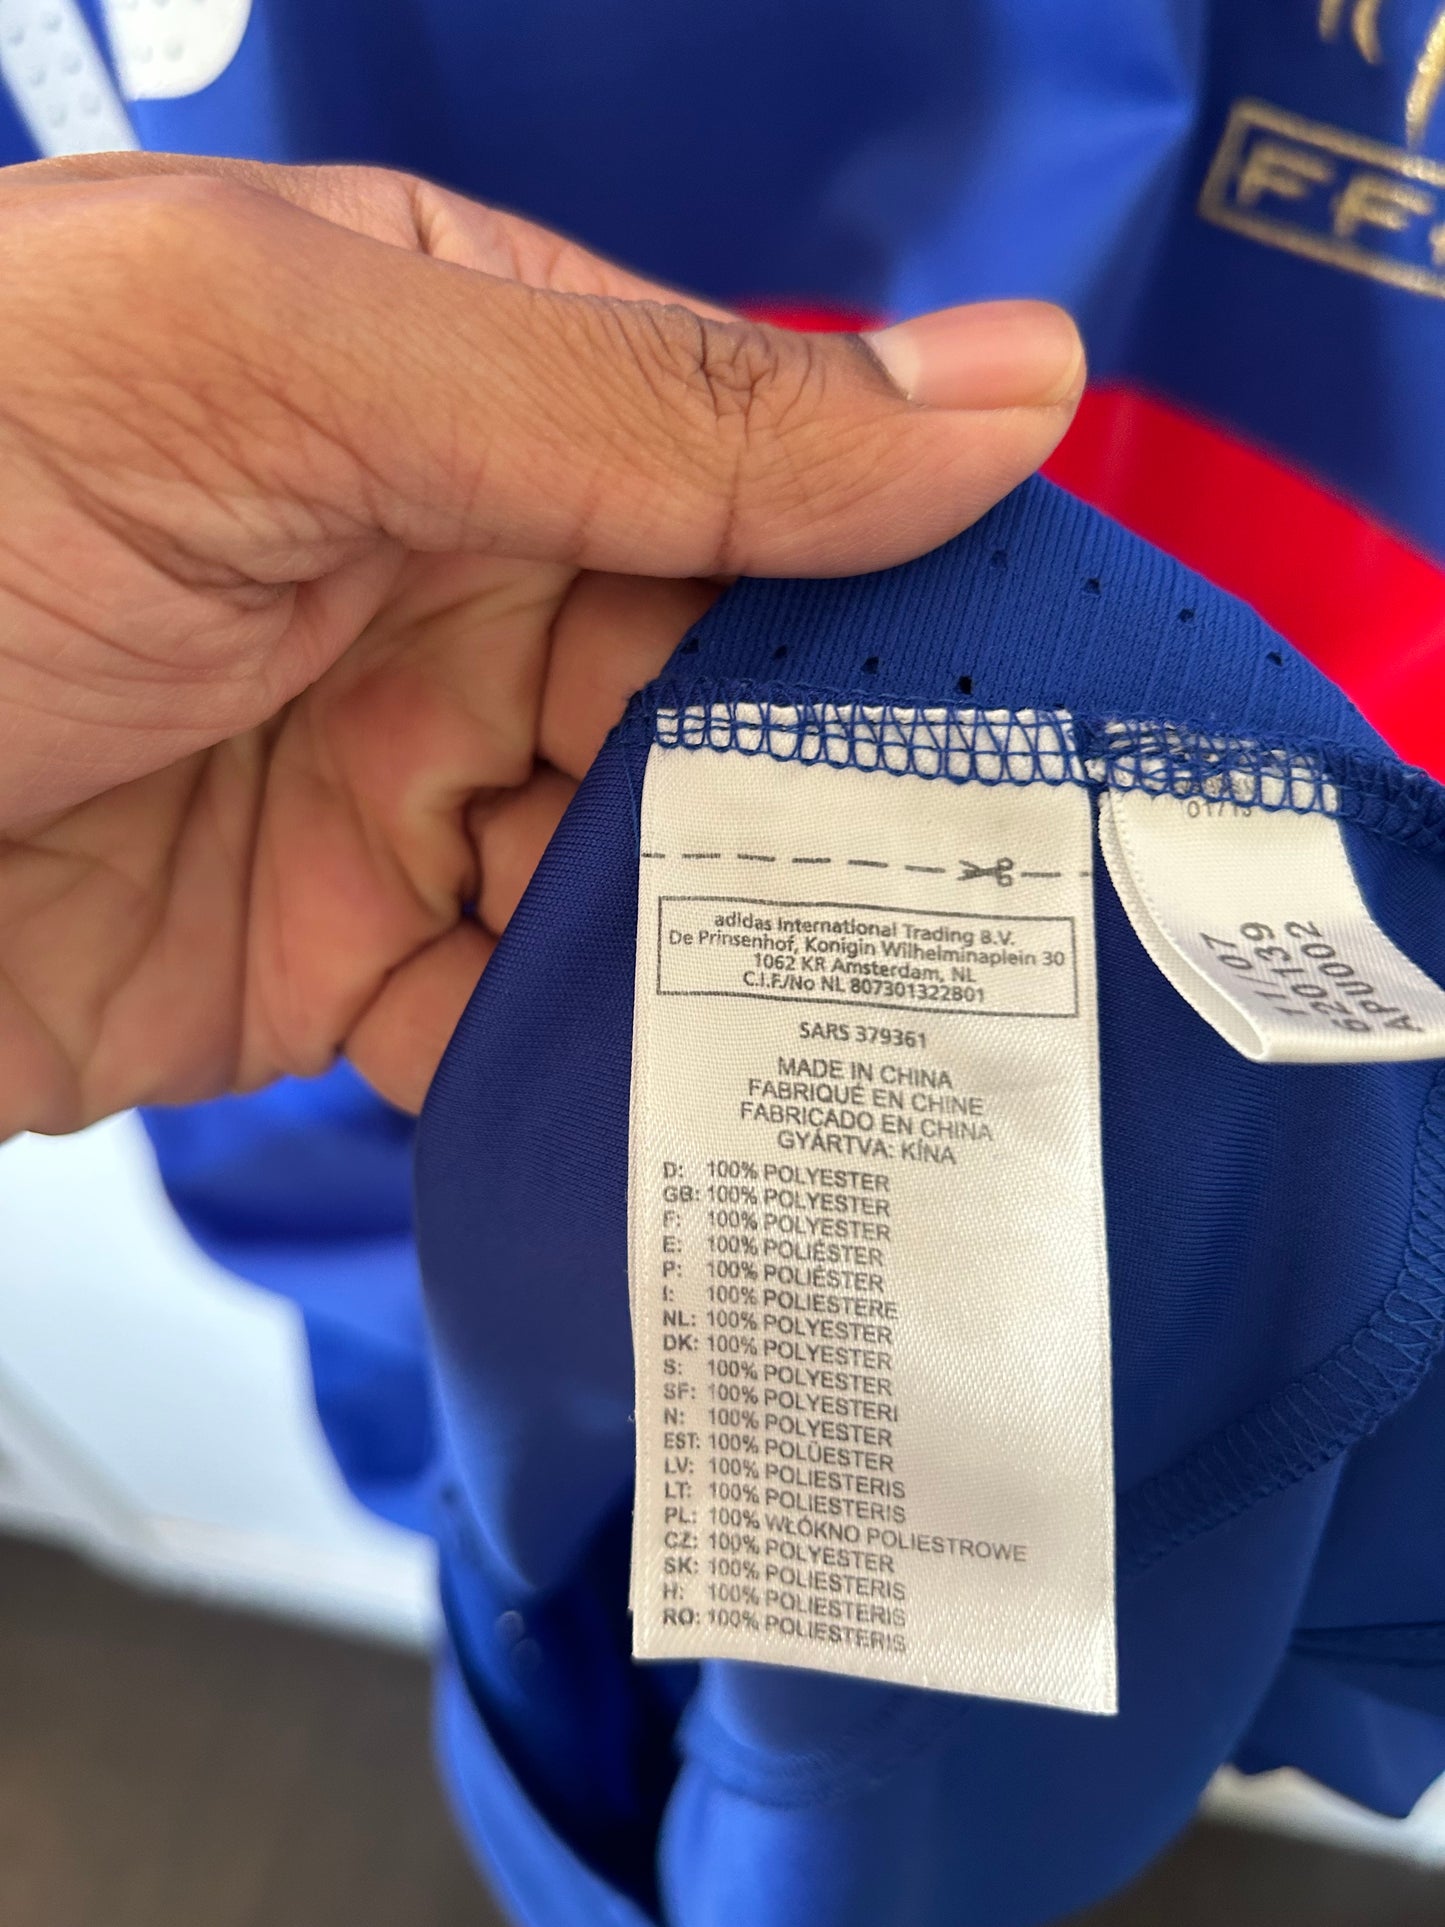 FFF
adidas International Trading B.V.
De Prinsenhof, Konigin Wilhelminaplein 30
1062 KR Amsterdam, NL
C.I.F./No NL 807301322B01
SARS 379361
MADE IN CHINA
FABRIQUÉ EN CHINE
FABRICADO EN CHINA
GYÁRTVA: KÍNA
D: 100% POLYESTER
GB: 100% POLYESTER
F: 100% POLYESTER
E: 100% POLIÉSTER
P: 100% POLIÉSTER
I: 100% POLIESTERE
NL: 100% POLYESTER
DK: 100% POLYESTER
S: 100% POLYESTER
SF: 100% POLYESTERI
N: 100% POLYESTER
EST: 100% POLÜESTER
LV: 100% POLIESTERIS
LT: 100% POLIESTERIS
PL: 100% WŁÓKNO POLIESTROWE
CZ: 100% POLYESTER
SK: 100% POLIESTERIS
H: 100% POLIESTERIS
RO: 100% POLIESTERIS
11/07
620139
APU002